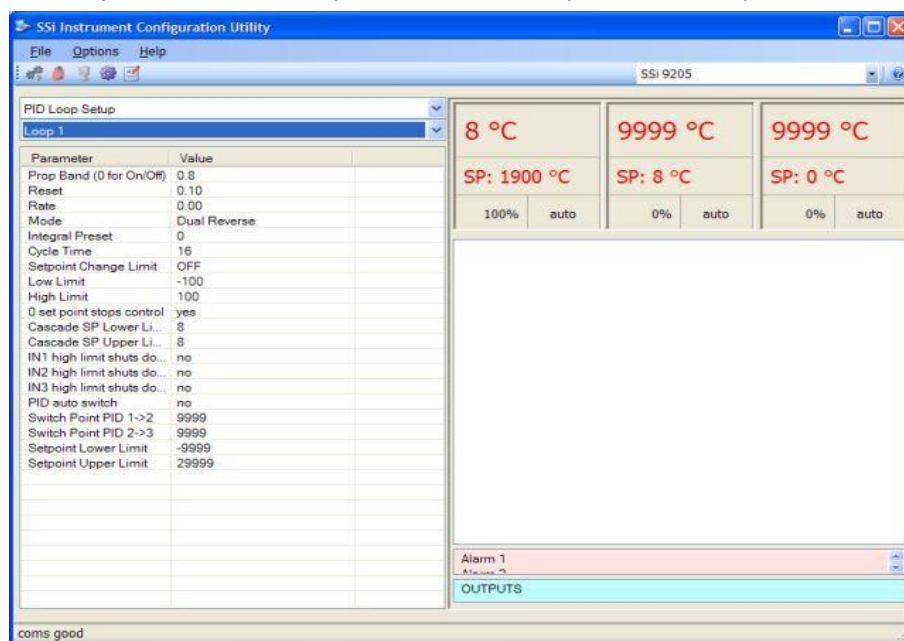 SSi Instrument Configuration Utility
File Options Help
SSi 9205
PID Loop Setup
Loop 1
Parameter Value
Prop Band (0 for On/Off) 0.8
Reset 0.10
Rate 0.00
Mode Dual Reverse
Integral Preset 0
Cycle Time 16
Setpoint Change Limit OFF
Low Limit -100
High Limit 100
0 set point stops control yes
Cascade SP Lower Li... 8
Cascade SP Upper Li... 8
IN1 high limit shuts do... no
IN2 high limit shuts do... no
IN3 high limit shuts do... no
PID auto switch no
Switch Point PID 1->2 9999
Switch Point PID 2->3 9999
Setpoint Lower Limit -9999
Setpoint Upper Limit 29999
8 °C 9999 °C 9999 °C
SP: 1900 °C SP: 8 °C SP: 0 °C
100% auto 0% auto 0% auto
Alarm 1
OUTPUTS
coms good